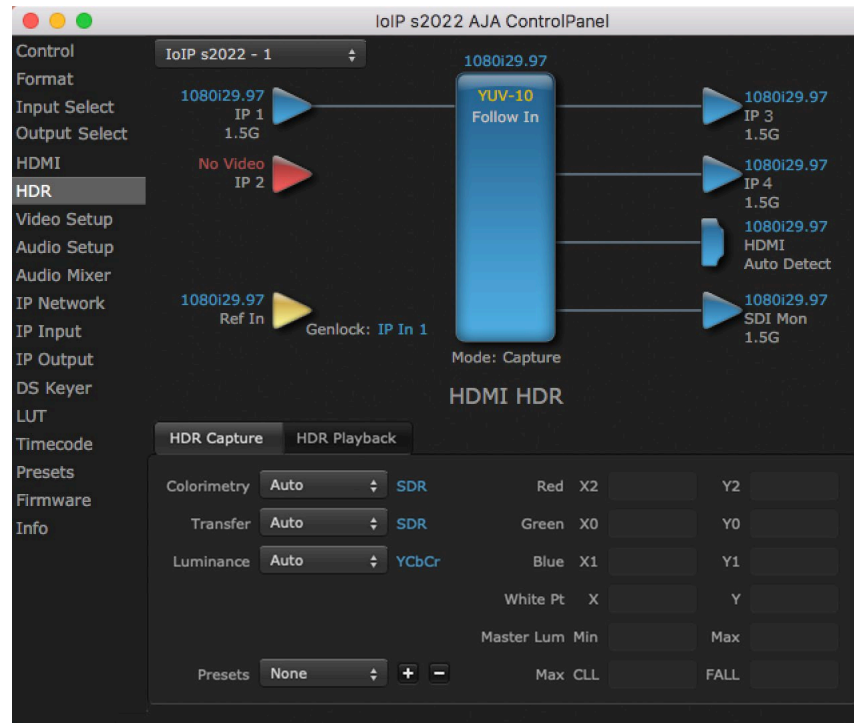 IoIP s2022 AJA ControlPanel
Control
Format
Input Select
Output Select
HDMI
HDR
Video Setup
Audio Setup
Audio Mixer
IP Network
IP Input
IP Output
DS Keyer
LUT
Timecode
Presets
Firmware
Info
IoIP s2022 - 1
1080i29.97
IP 1
1.5G
No Video
IP 2
1080i29.97
Ref In
Genlock: IP In 1
1080i29.97
YUV-10
Follow In
Mode: Capture
1080i29.97
IP 3
1.5G
1080i29.97
IP 4
1.5G
1080i29.97
HDMI
Auto Detect
1080i29.97
SDI Mon
1.5G
HDMI HDR
HDR Capture HDR Playback
Colorimetry Auto SDR Red X2 Y2
Transfer Auto SDR Green X0 Y0
Luminance Auto YCbCr Blue X1 Y1
White Pt X Y
Master Lum Min Max
Presets None + - Max CLL FALL